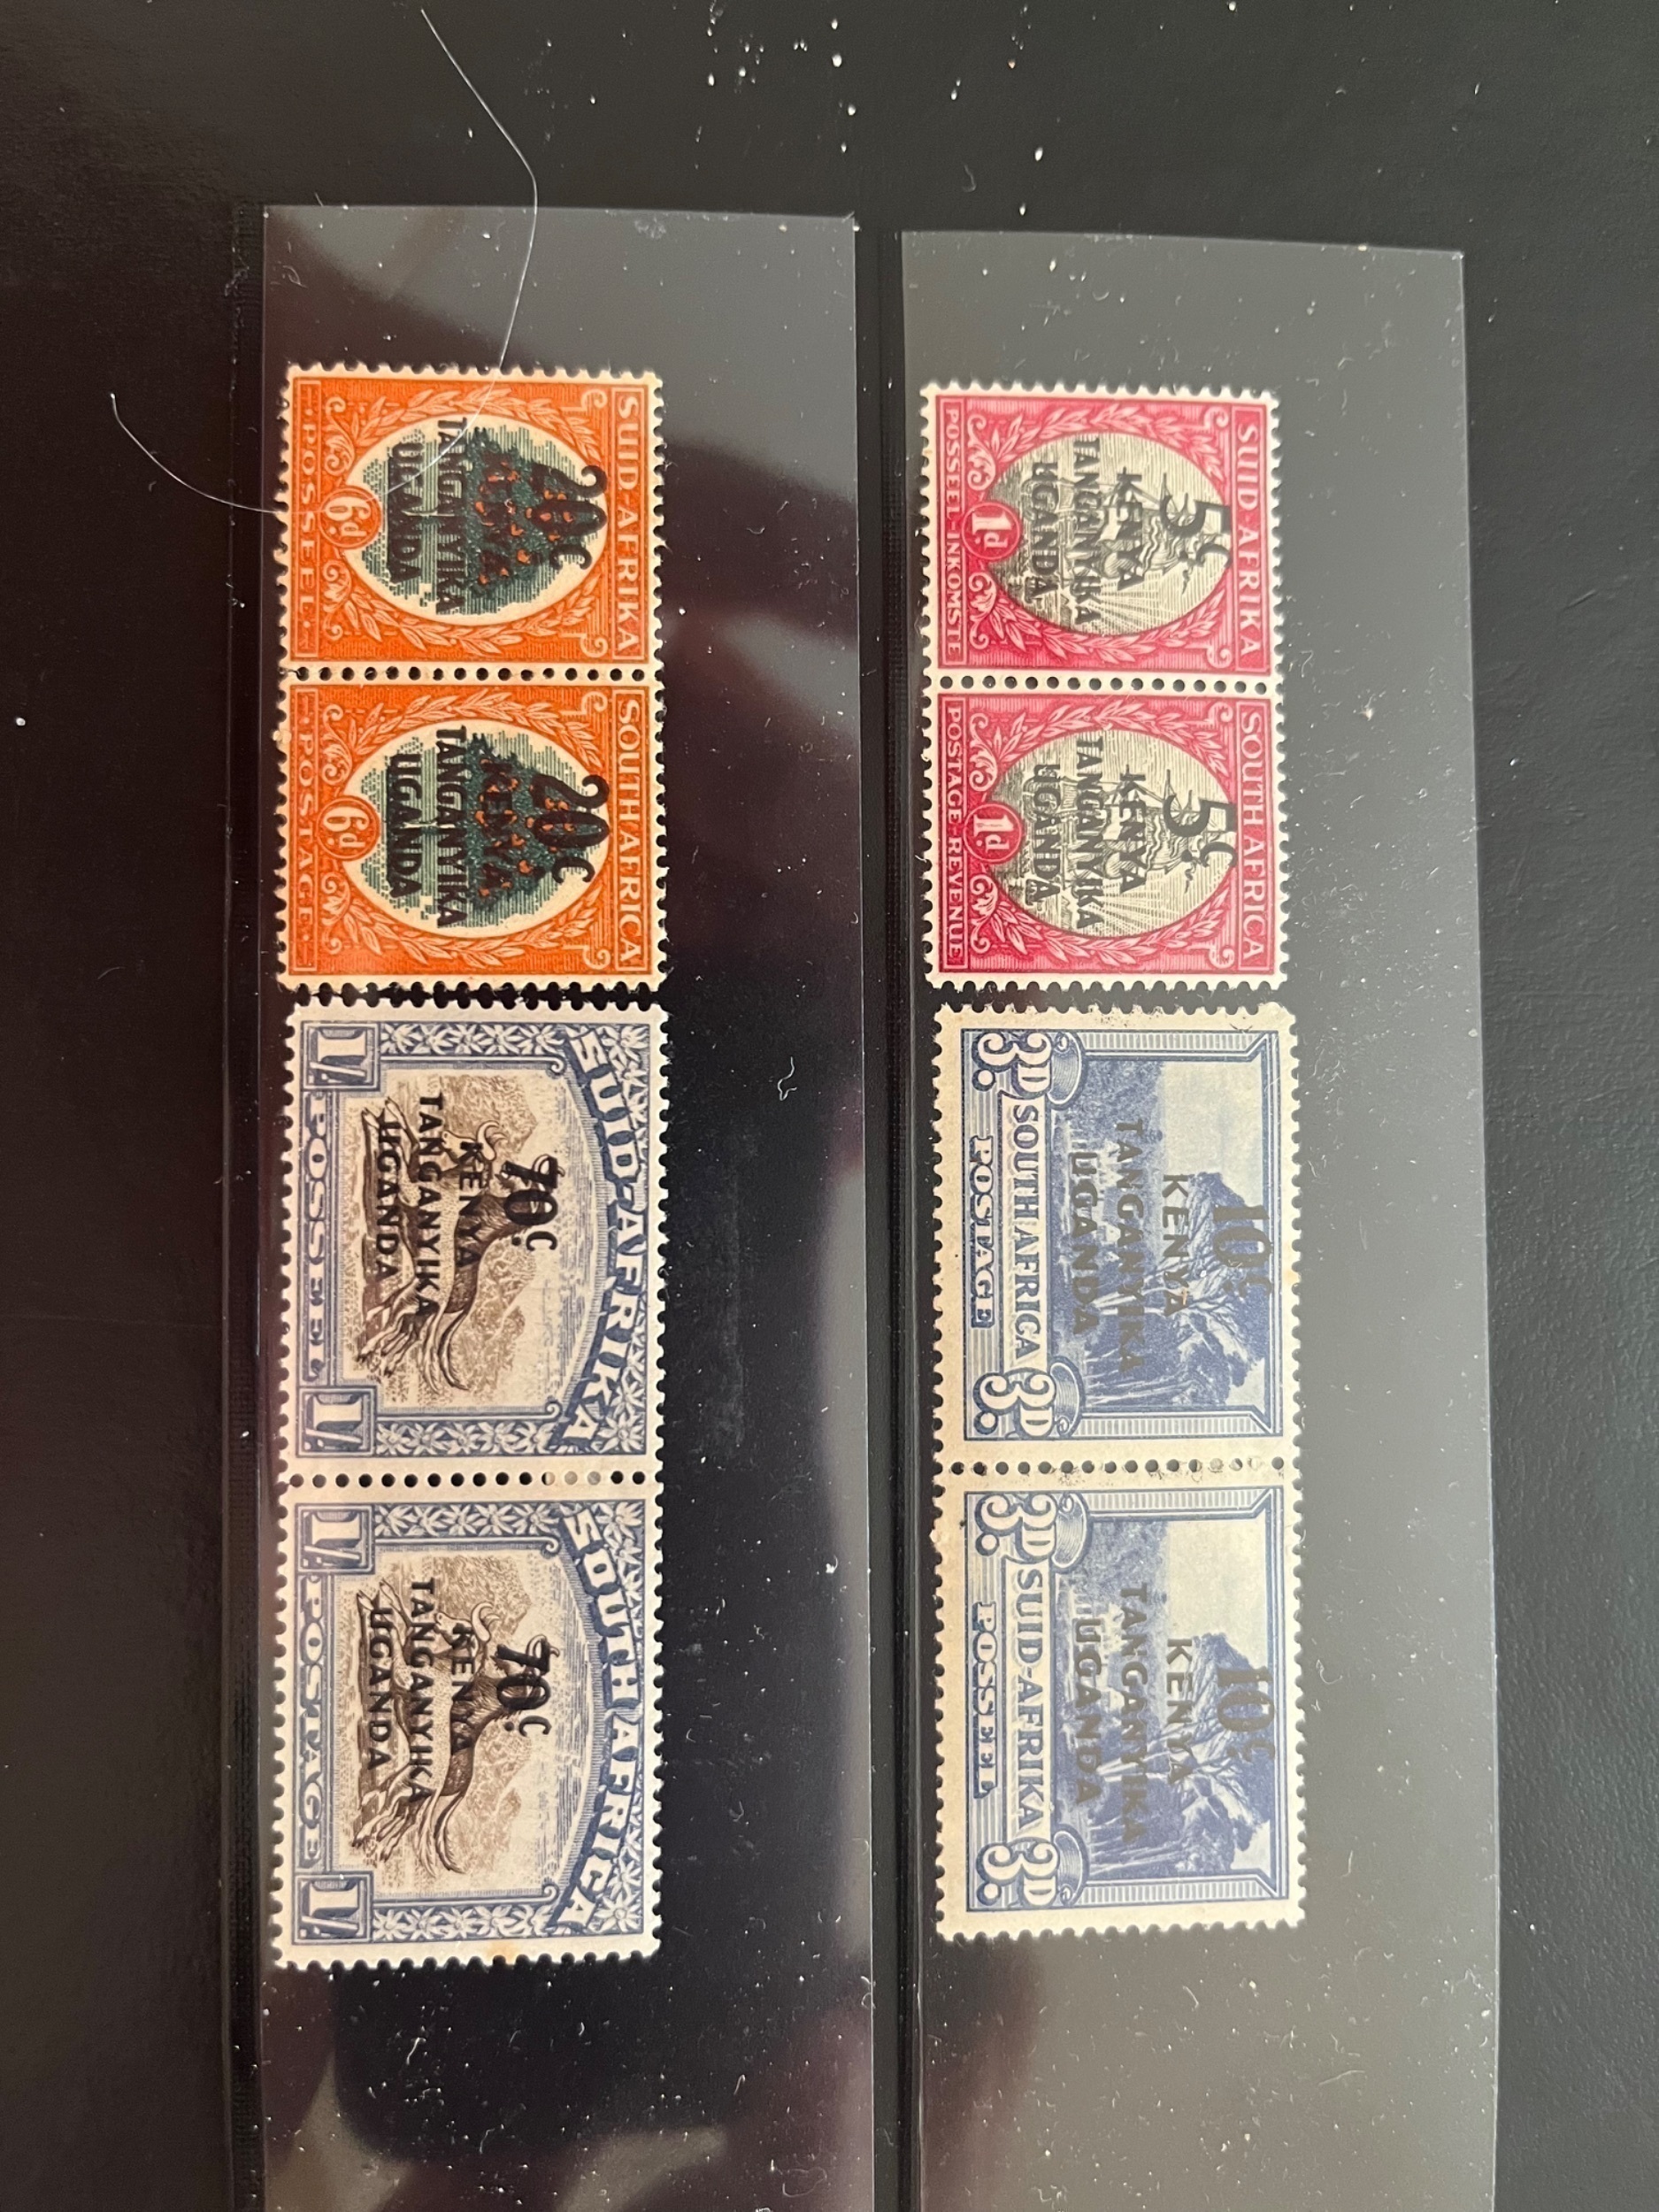 SUID-AFRIKA
20c
KENYA
TANGANYIKA
UGANDA
6d
·POSSEEL·
SOUTH AFRICA
20c
KENYA
TANGANYIKA
UGANDA
6d
·POSTAGE·
SUID-AFRIKA
70c.
KENYA
TANGANYIKA
UGANDA
1/- 1/-
POSSEEL
SOUTH AFRICA
70c.
KENYA
TANGANYIKA
UGANDA
1/- 1/-
POSTAGE
SUID-AFRIKA
5c.
KENYA
TANGANYIKA
UGANDA
1d
POSSEEL-INKOMSTE
SOUTH AFRICA
5c.
KENYA
TANGANYIKA
UGANDA
1d
POSTAGE REVENUE
10c.
KENYA
TANGANYIKA
UGANDA
3D. SOUTH AFRICA 3D.
POSTAGE
10c.
KENYA
TANGANYIKA
UGANDA
3D. SUID-AFRIKA 3D.
POSSEEL